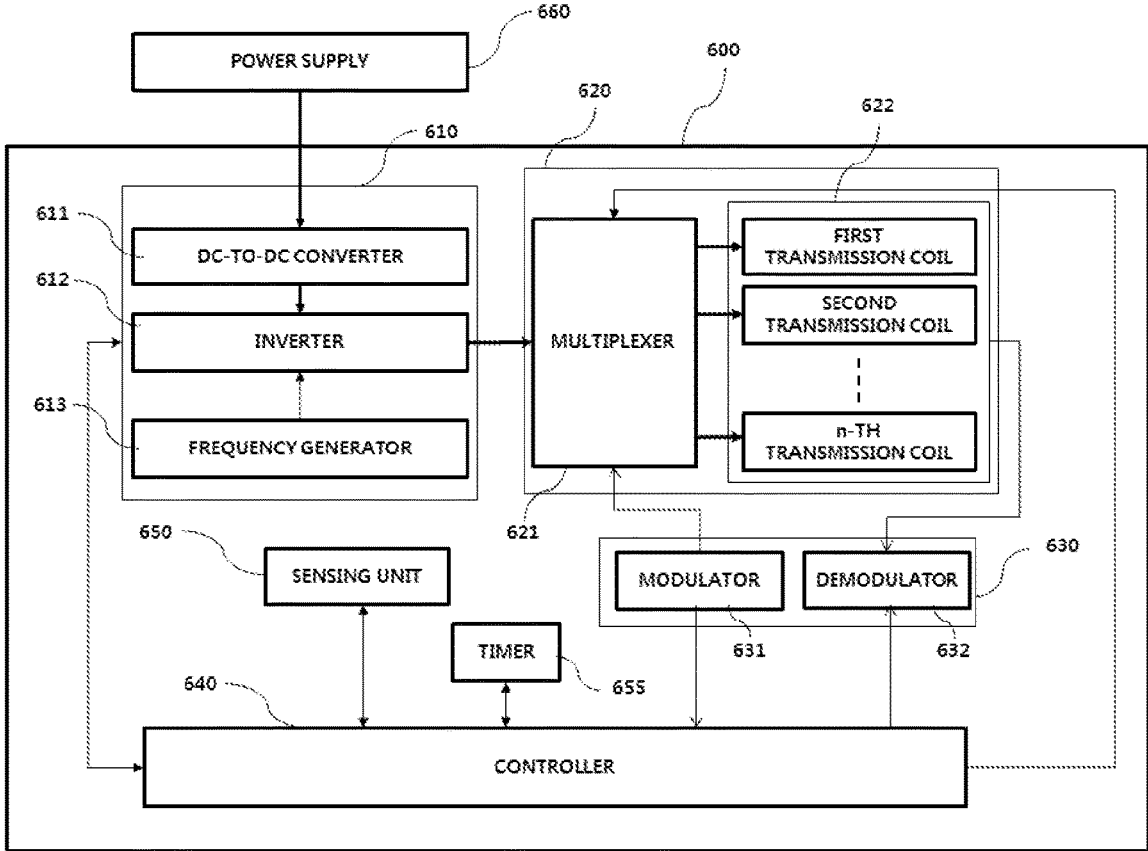 660
POWER SUPPLY
600
620
622
610
611
DC-TO-DC CONVERTER
612
INVERTER
613
FREQUENCY GENERATOR
MULTIPLEXER
FIRST
TRANSMISSION COIL
SECOND
TRANSMISSION COIL
n-TH
TRANSMISSION COIL
621
650
SENSING UNIT
MODULATOR
DEMODULATOR
630
631
632
TIMER
655
640
CONTROLLER